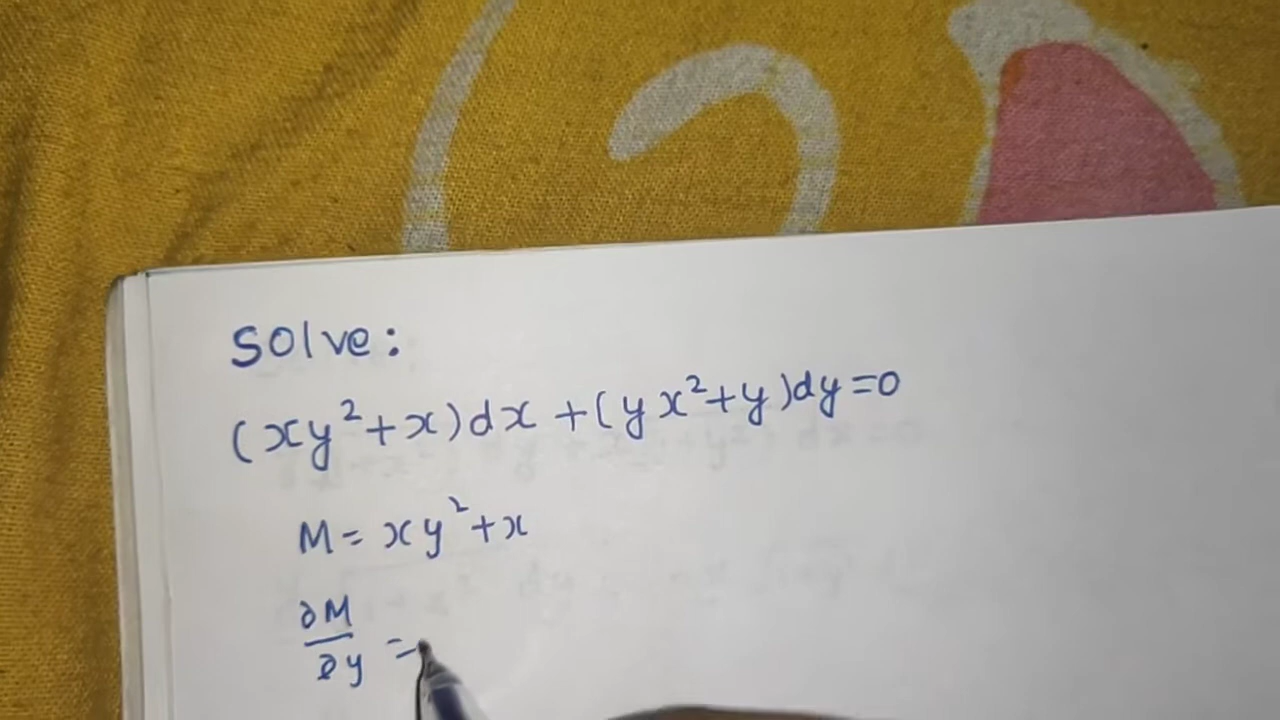 Solve:
(xy²+x)dx+(yx²+y)dy=0
M=xy²+x
∂M/∂y =